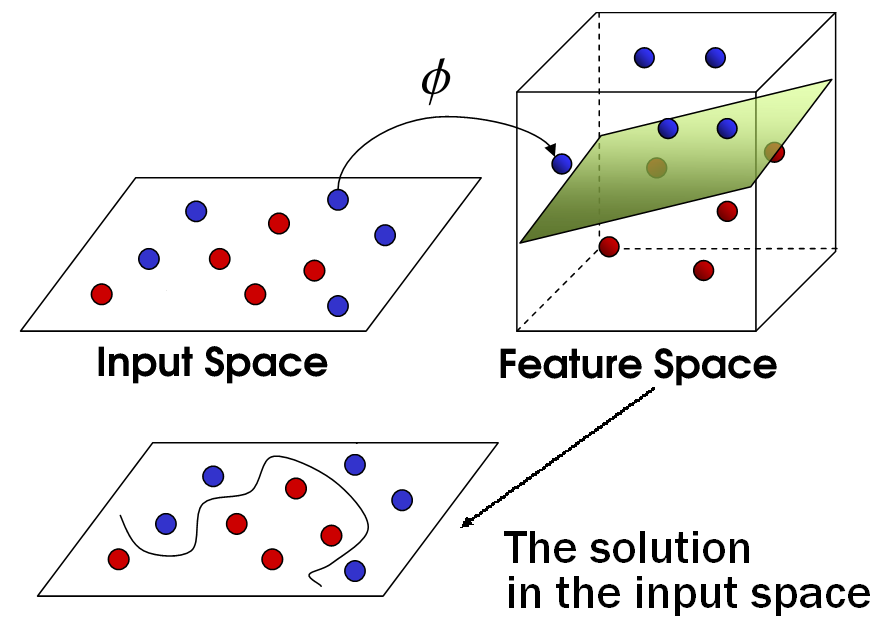 ϕ
Input Space
Feature Space
The solution
in the input space